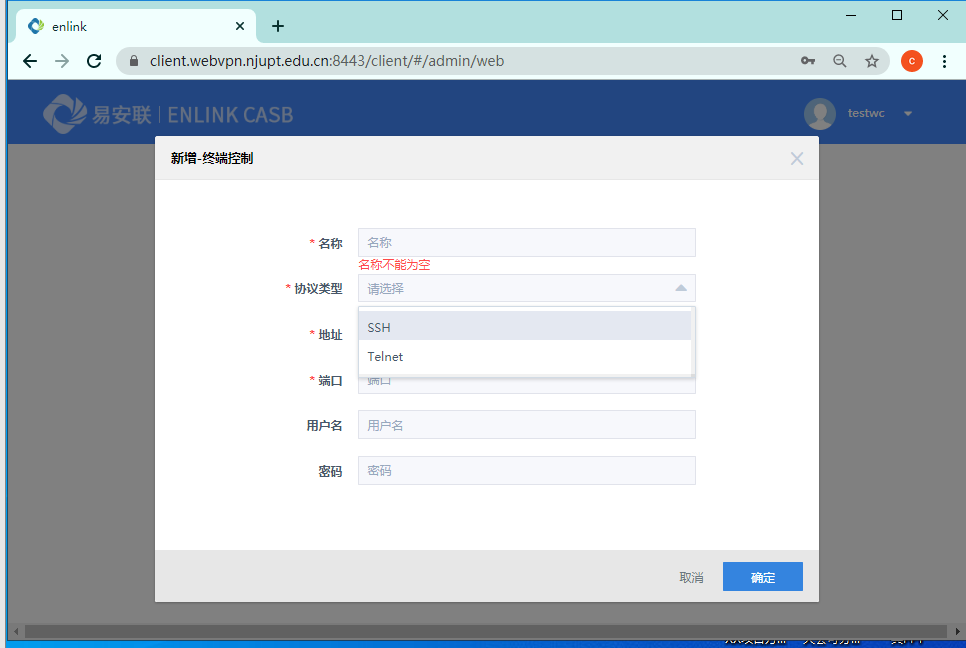 enlink
client.webvpn.njupt.edu.cn:8443/client/#/admin/web
c
易安联 | ENLINK CASB
testwc
新增-终端控制
* 名称
名称
名称不能为空
* 协议类型
请选择
SSH
* 地址
Telnet
* 端口
端口
用户名
用户名
密码
密码
取消
确定